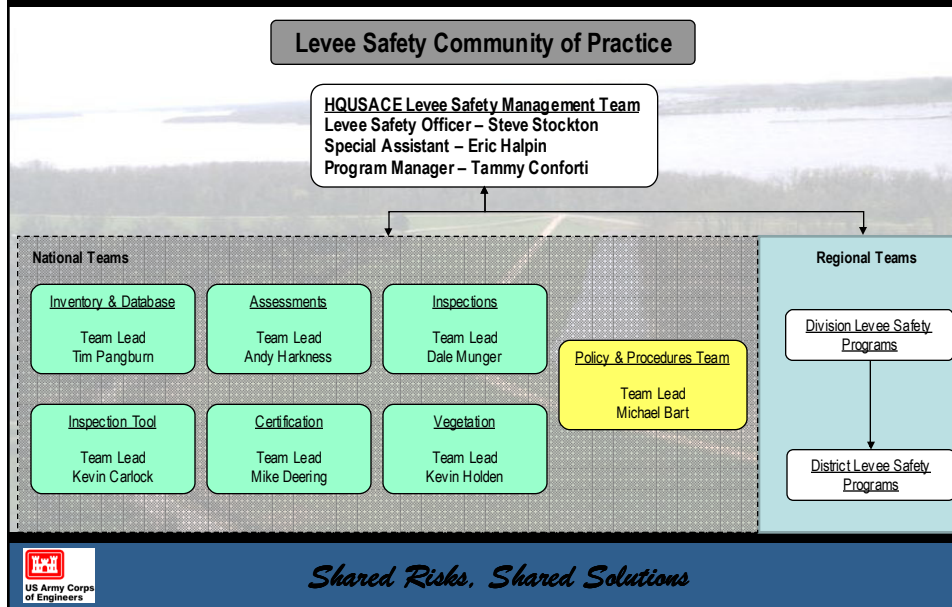 Levee Safety Community of Practice
HQUSACE Levee Safety Management Team
Levee Safety Officer – Steve Stockton
Special Assistant – Eric Halpin
Program Manager – Tammy Conforti
National Teams
Inventory & Database
Team Lead
Tim Pangburn
Assessments
Team Lead
Andy Harkness
Inspections
Team Lead
Dale Munger
Policy & Procedures Team
Team Lead
Michael Bart
Inspection Tool
Team Lead
Kevin Carlock
Certification
Team Lead
Mike Deering
Vegetation
Team Lead
Kevin Holden
Regional Teams
Division Levee Safety
Programs
District Levee Safety
Programs
US Army Corps
of Engineers
Shared Risks, Shared Solutions